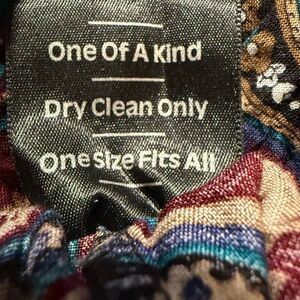 One Of A Kind
Dry Clean Only
One Size Fits All